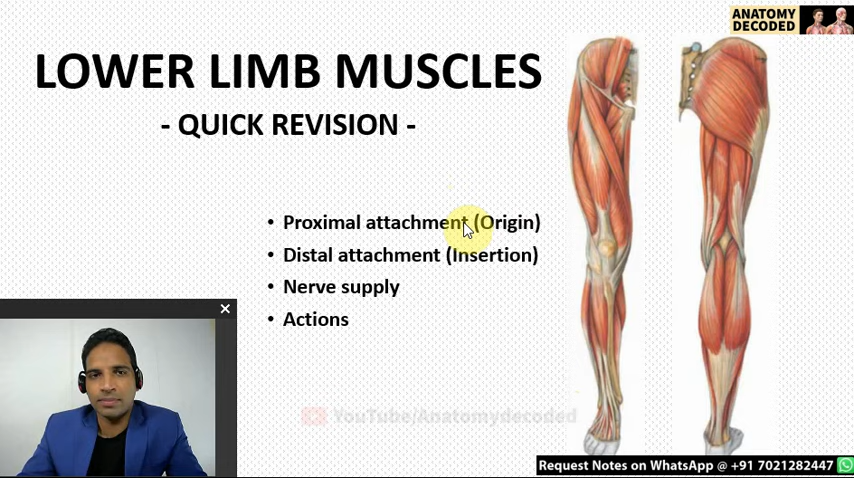 ANATOMY
DECODED
LOWER LIMB MUSCLES
- QUICK REVISION -
• Proximal attachment (Origin)
• Distal attachment (Insertion)
• Nerve supply
• Actions
YouTube/Anatomydecoded
Request Notes on WhatsApp @ +91 7021282447